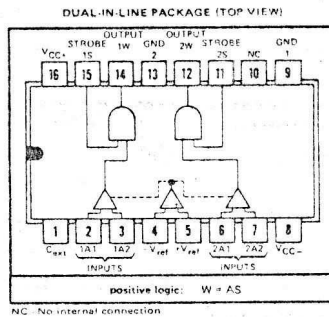 DUAL-IN-LINE PACKAGE (TOP VIEW)
OUTPUT OUTPUT
STROBE 1W GND 2W STROBE GND
VCC+ 1S 2 2S NC 1
16 15 14 13 12 11 10 9
1 2 3 4 5 6 7 8
Cext 1A1 1A2 -Vref +Vref 2A1 2A2 VCC-
INPUTS INPUTS
positive logic: W = AS
NC - No internal connection